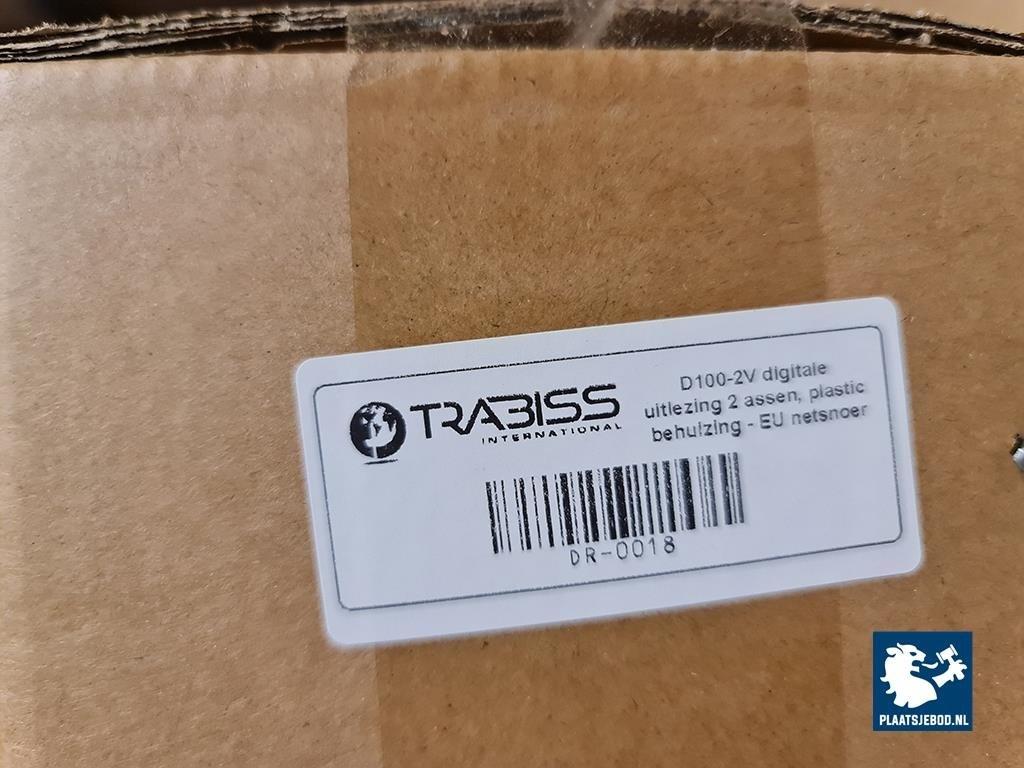 TRABISS
INTERNATIONAL
D100-2V digitale
uitlezing 2 assen, plastic
behuizing - EU netsnoer
DR-0018
PLAATSJEBOD.NL